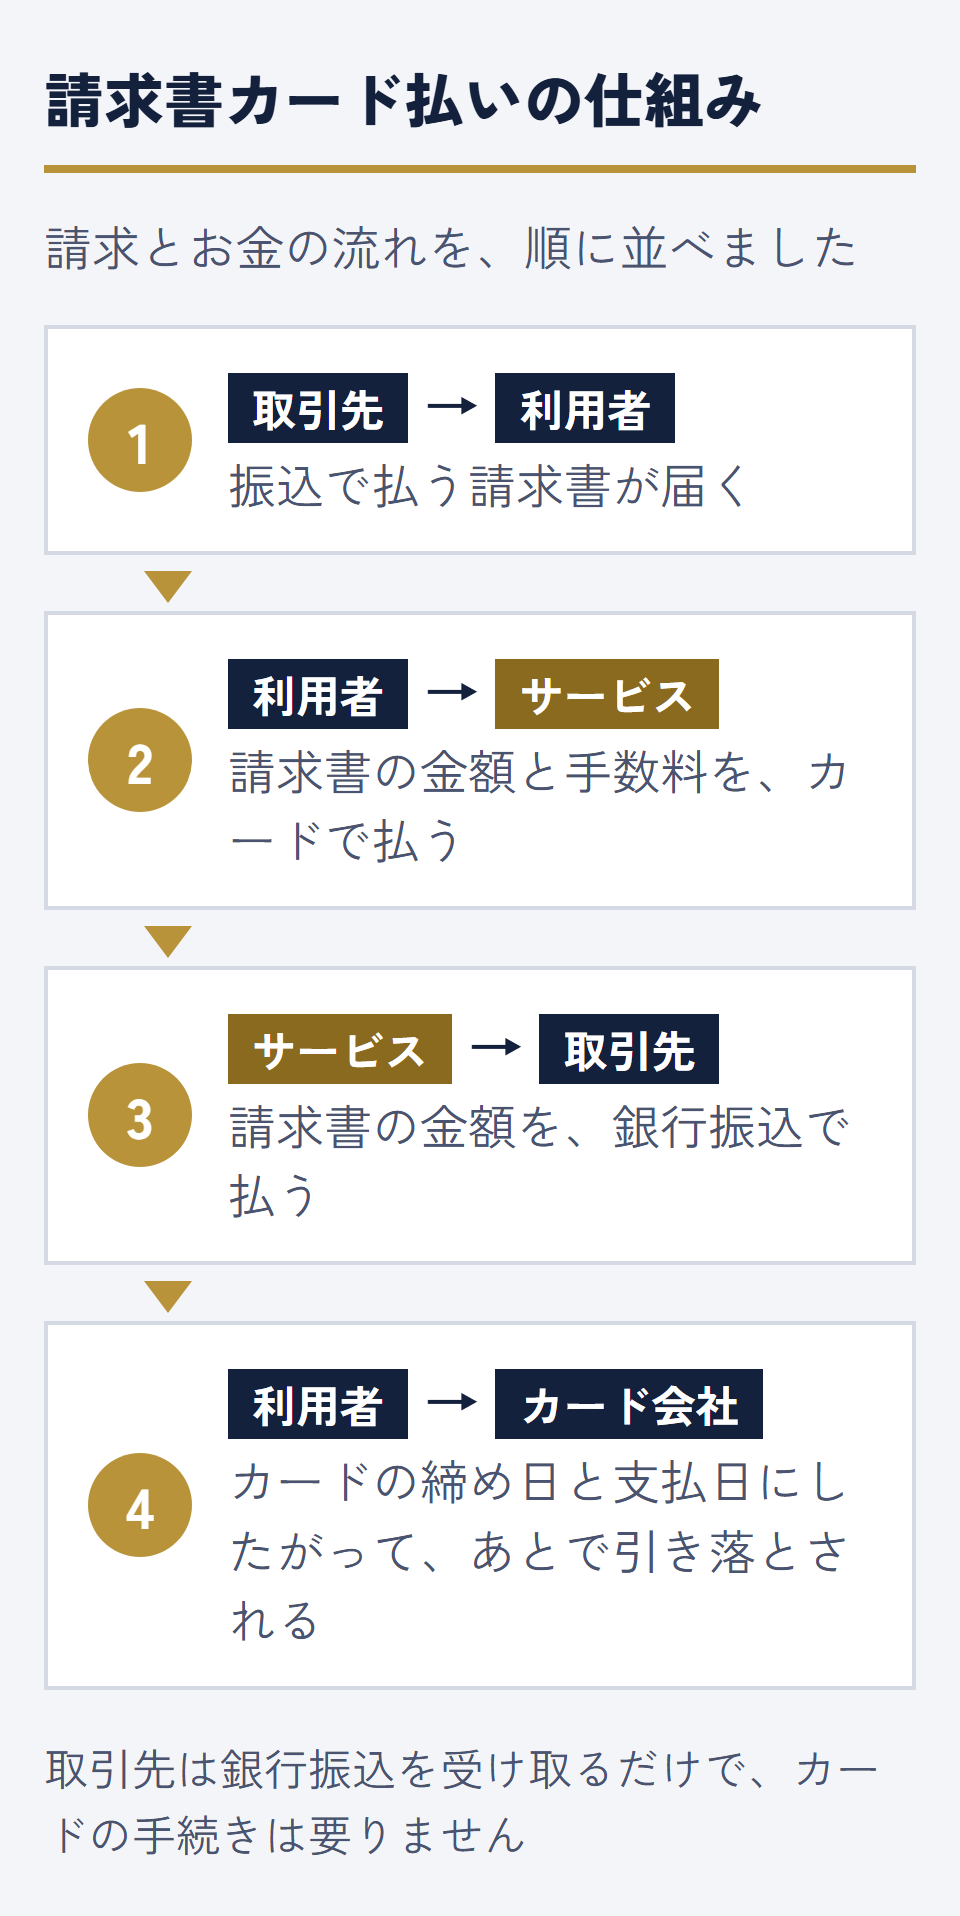 請求書カード払いの仕組み
請求とお金の流れを、順に並べました
1
取引先 → 利用者
振込で払う請求書が届く
2
利用者 → サービス
請求書の金額と手数料を、カ
ードで払う
3
サービス → 取引先
請求書の金額を、銀行振込で
払う
4
利用者 → カード会社
カードの締め日と支払日にし
たがって、あとで引き落とさ
れる
取引先は銀行振込を受け取るだけで、カー
ドの手続きは要りません